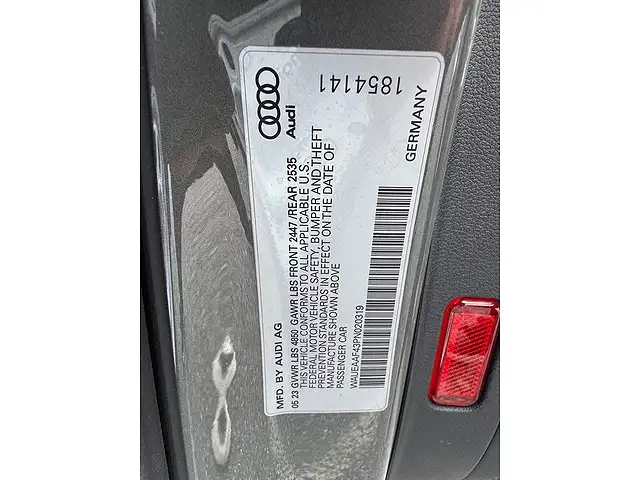 Audi
1854141
GERMANY
MFD. BY AUDI AG
05.23 GVWR LBS 4850 GAWR LBS FRONT 2447 /REAR 2535
THIS VEHICLE CONFORMS TO ALL APPLICABLE U.S.
FEDERAL MOTOR VEHICLE SAFETY, BUMPER AND THEFT
PREVENTION STANDARDS IN EFFECT ON THE DATE OF
MANUFACTURE SHOWN ABOVE
PASSENGER CAR
WAUEAAF43PN020319